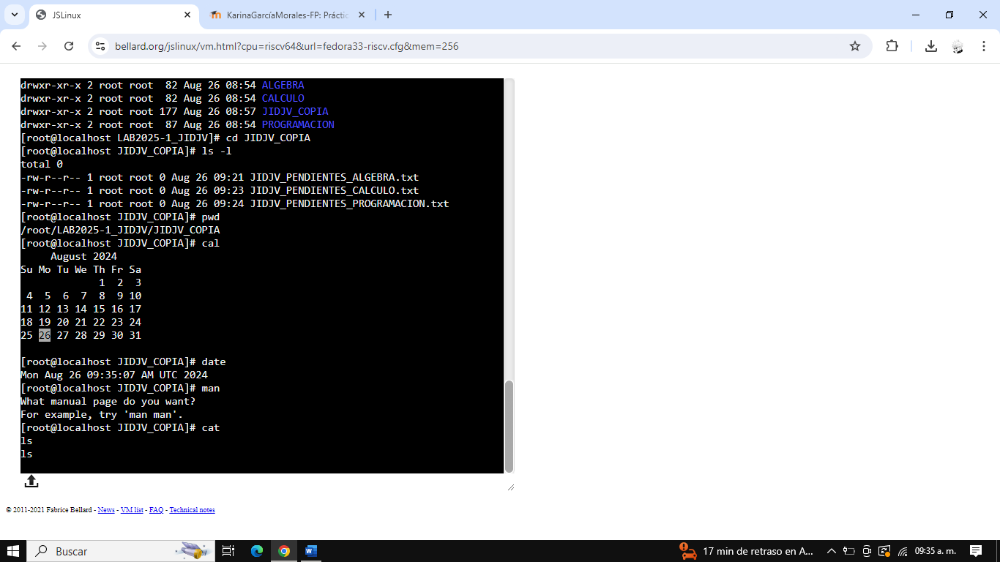 JSLinux
KarinaGarcíaMorales-FP: Práctic
bellard.org/jslinux/vm.html?cpu=riscv64&url=fedora33-riscv.cfg&mem=256
drwxr-xr-x 2 root root  82 Aug 26 08:54 ALGEBRA
drwxr-xr-x 2 root root  82 Aug 26 08:54 CALCULO
drwxr-xr-x 2 root root 177 Aug 26 08:57 JIDJV_COPIA
drwxr-xr-x 2 root root  87 Aug 26 08:54 PROGRAMACION
[root@localhost LAB2025-1_JIDJV]# cd JIDJV_COPIA
[root@localhost JIDJV_COPIA]# ls -l
total 0
-rw-r--r-- 1 root root 0 Aug 26 09:21 JIDJV_PENDIENTES_ALGEBRA.txt
-rw-r--r-- 1 root root 0 Aug 26 09:23 JIDJV_PENDIENTES_CALCULO.txt
-rw-r--r-- 1 root root 0 Aug 26 09:24 JIDJV_PENDIENTES_PROGRAMACION.txt
[root@localhost JIDJV_COPIA]# pwd
/root/LAB2025-1_JIDJV/JIDJV_COPIA
[root@localhost JIDJV_COPIA]# cal
     August 2024
Su Mo Tu We Th Fr Sa
             1  2  3
 4  5  6  7  8  9 10
11 12 13 14 15 16 17
18 19 20 21 22 23 24
25 26 27 28 29 30 31
[root@localhost JIDJV_COPIA]# date
Mon Aug 26 09:35:07 AM UTC 2024
[root@localhost JIDJV_COPIA]# man
What manual page do you want?
For example, try 'man man'.
[root@localhost JIDJV_COPIA]# cat
ls
ls
© 2011-2021 Fabrice Bellard - News - VM list - FAQ - Technical notes
Buscar
17 min de retraso en A...
09:35 a. m.